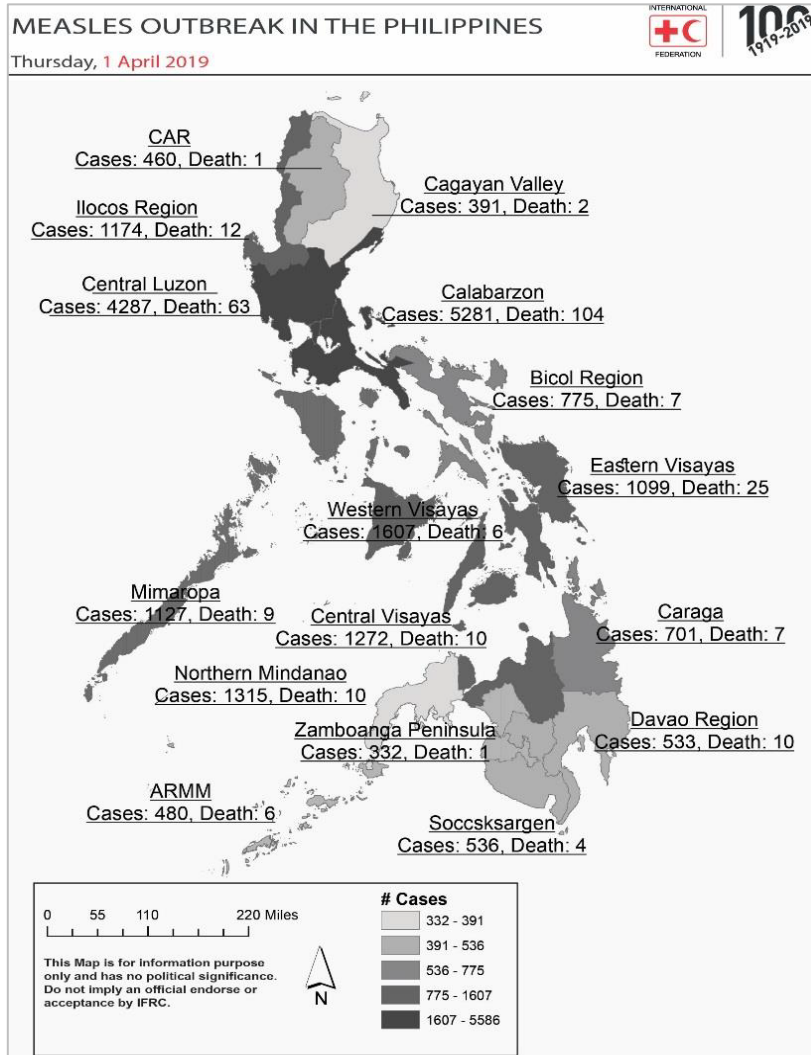 MEASLES OUTBREAK IN THE PHILIPPINES
Thursday, 1 April 2019
INTERNATIONAL
FEDERATION
100
1919-2019
CAR
Cases: 460, Death: 1
Cagayan Valley
Cases: 391, Death: 2
Ilocos Region
Cases: 1174, Death: 12
Central Luzon
Cases: 4287, Death: 63
Calabarzon
Cases: 5281, Death: 104
Bicol Region
Cases: 775, Death: 7
Eastern Visayas
Cases: 1099, Death: 25
Western Visayas
Cases: 1607, Death: 6
Mimaropa
Cases: 1127, Death: 9
Central Visayas
Cases: 1272, Death: 10
Caraga
Cases: 701, Death: 7
Northern Mindanao
Cases: 1315, Death: 10
Zamboanga Peninsula
Cases: 332, Death: 1
Davao Region
Cases: 533, Death: 10
ARMM
Cases: 480, Death: 6
Soccsksargen
Cases: 536, Death: 4
0 55 110 220 Miles
This Map is for information purpose
only and has no political significance.
Do not imply an official endorse or
acceptance by IFRC.
N
# Cases
332 - 391
391 - 536
536 - 775
775 - 1607
1607 - 5586